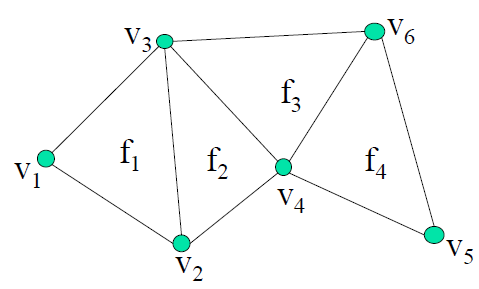 v₃
v₆
f₃
f₁
f₂
f₄
v₁
v₄
v₅
v₂